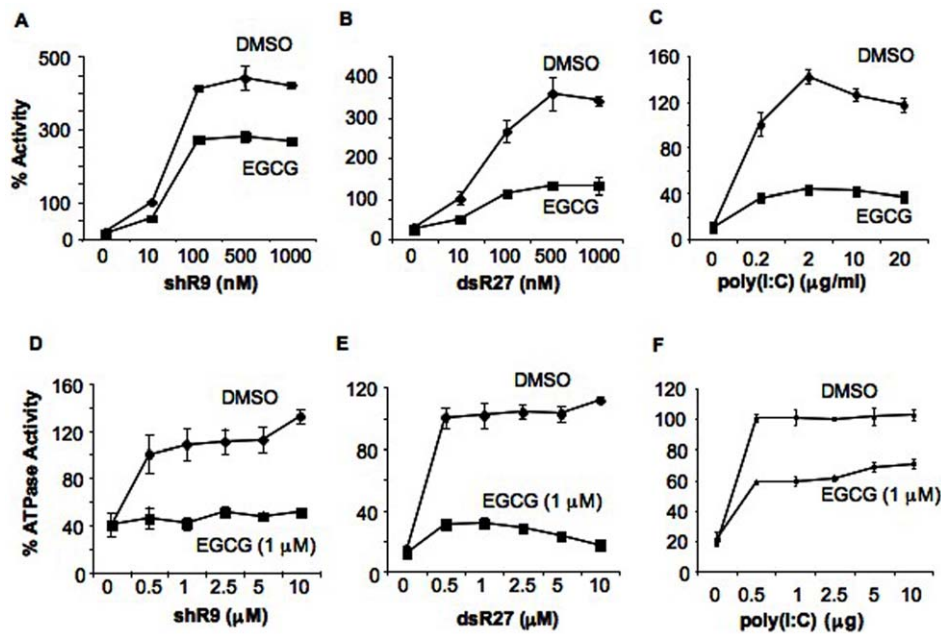 A
B
C
% Activity
500
300
100
0
DMSO
EGCG
0 10 100 500 1000
shR9 (nM)
400
300
200
100
0
DMSO
EGCG
0 10 100 500 1000
dsR27 (nM)
160
120
80
40
0
DMSO
EGCG
0 0.2 2 10 20
poly(I:C) (μg/ml)
D
E
F
% ATPase Activity
160
120
80
40
0
DMSO
EGCG (1 μM)
0 0.5 1 2.5 5 10
shR9 (μM)
120
80
40
0
DMSO
EGCG (1 μM)
0 0.5 1 2.5 5 10
dsR27 (μM)
120
100
80
60
40
20
0
DMSO
EGCG (1 μM)
0 0.5 1 2.5 5 10
poly(I:C) (μg)